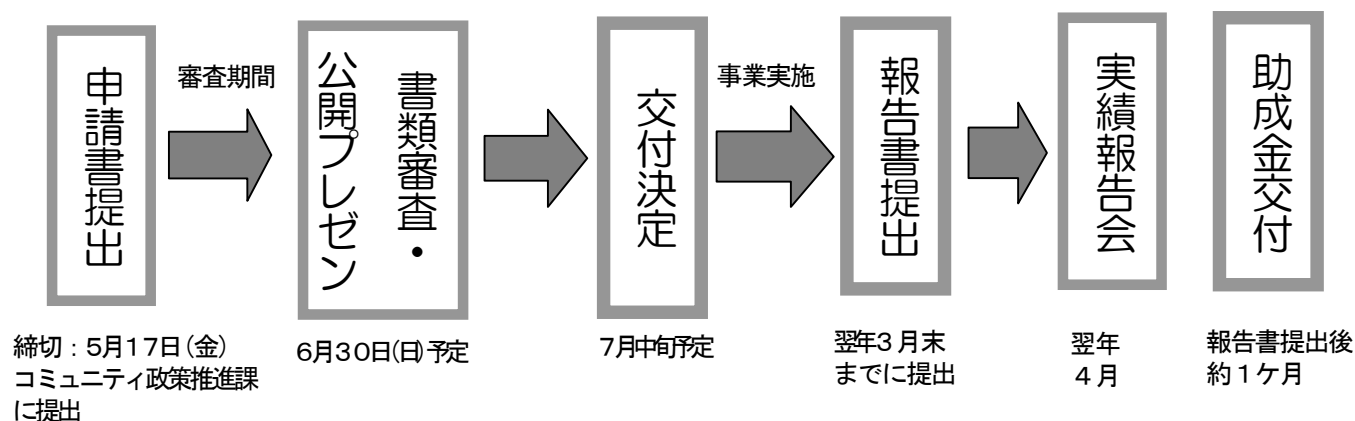 申請書提出
審査期間
書類審査・
公開プレゼン
交付決定
事業実施
報告書提出
実績報告会
助成金交付
締切：5月17日(金)
コミュニティ政策推進課
に提出
6月30日(日)予定
7月中旬予定
翌年3月末
までに提出
翌年
4月
報告書提出後
約1ケ月